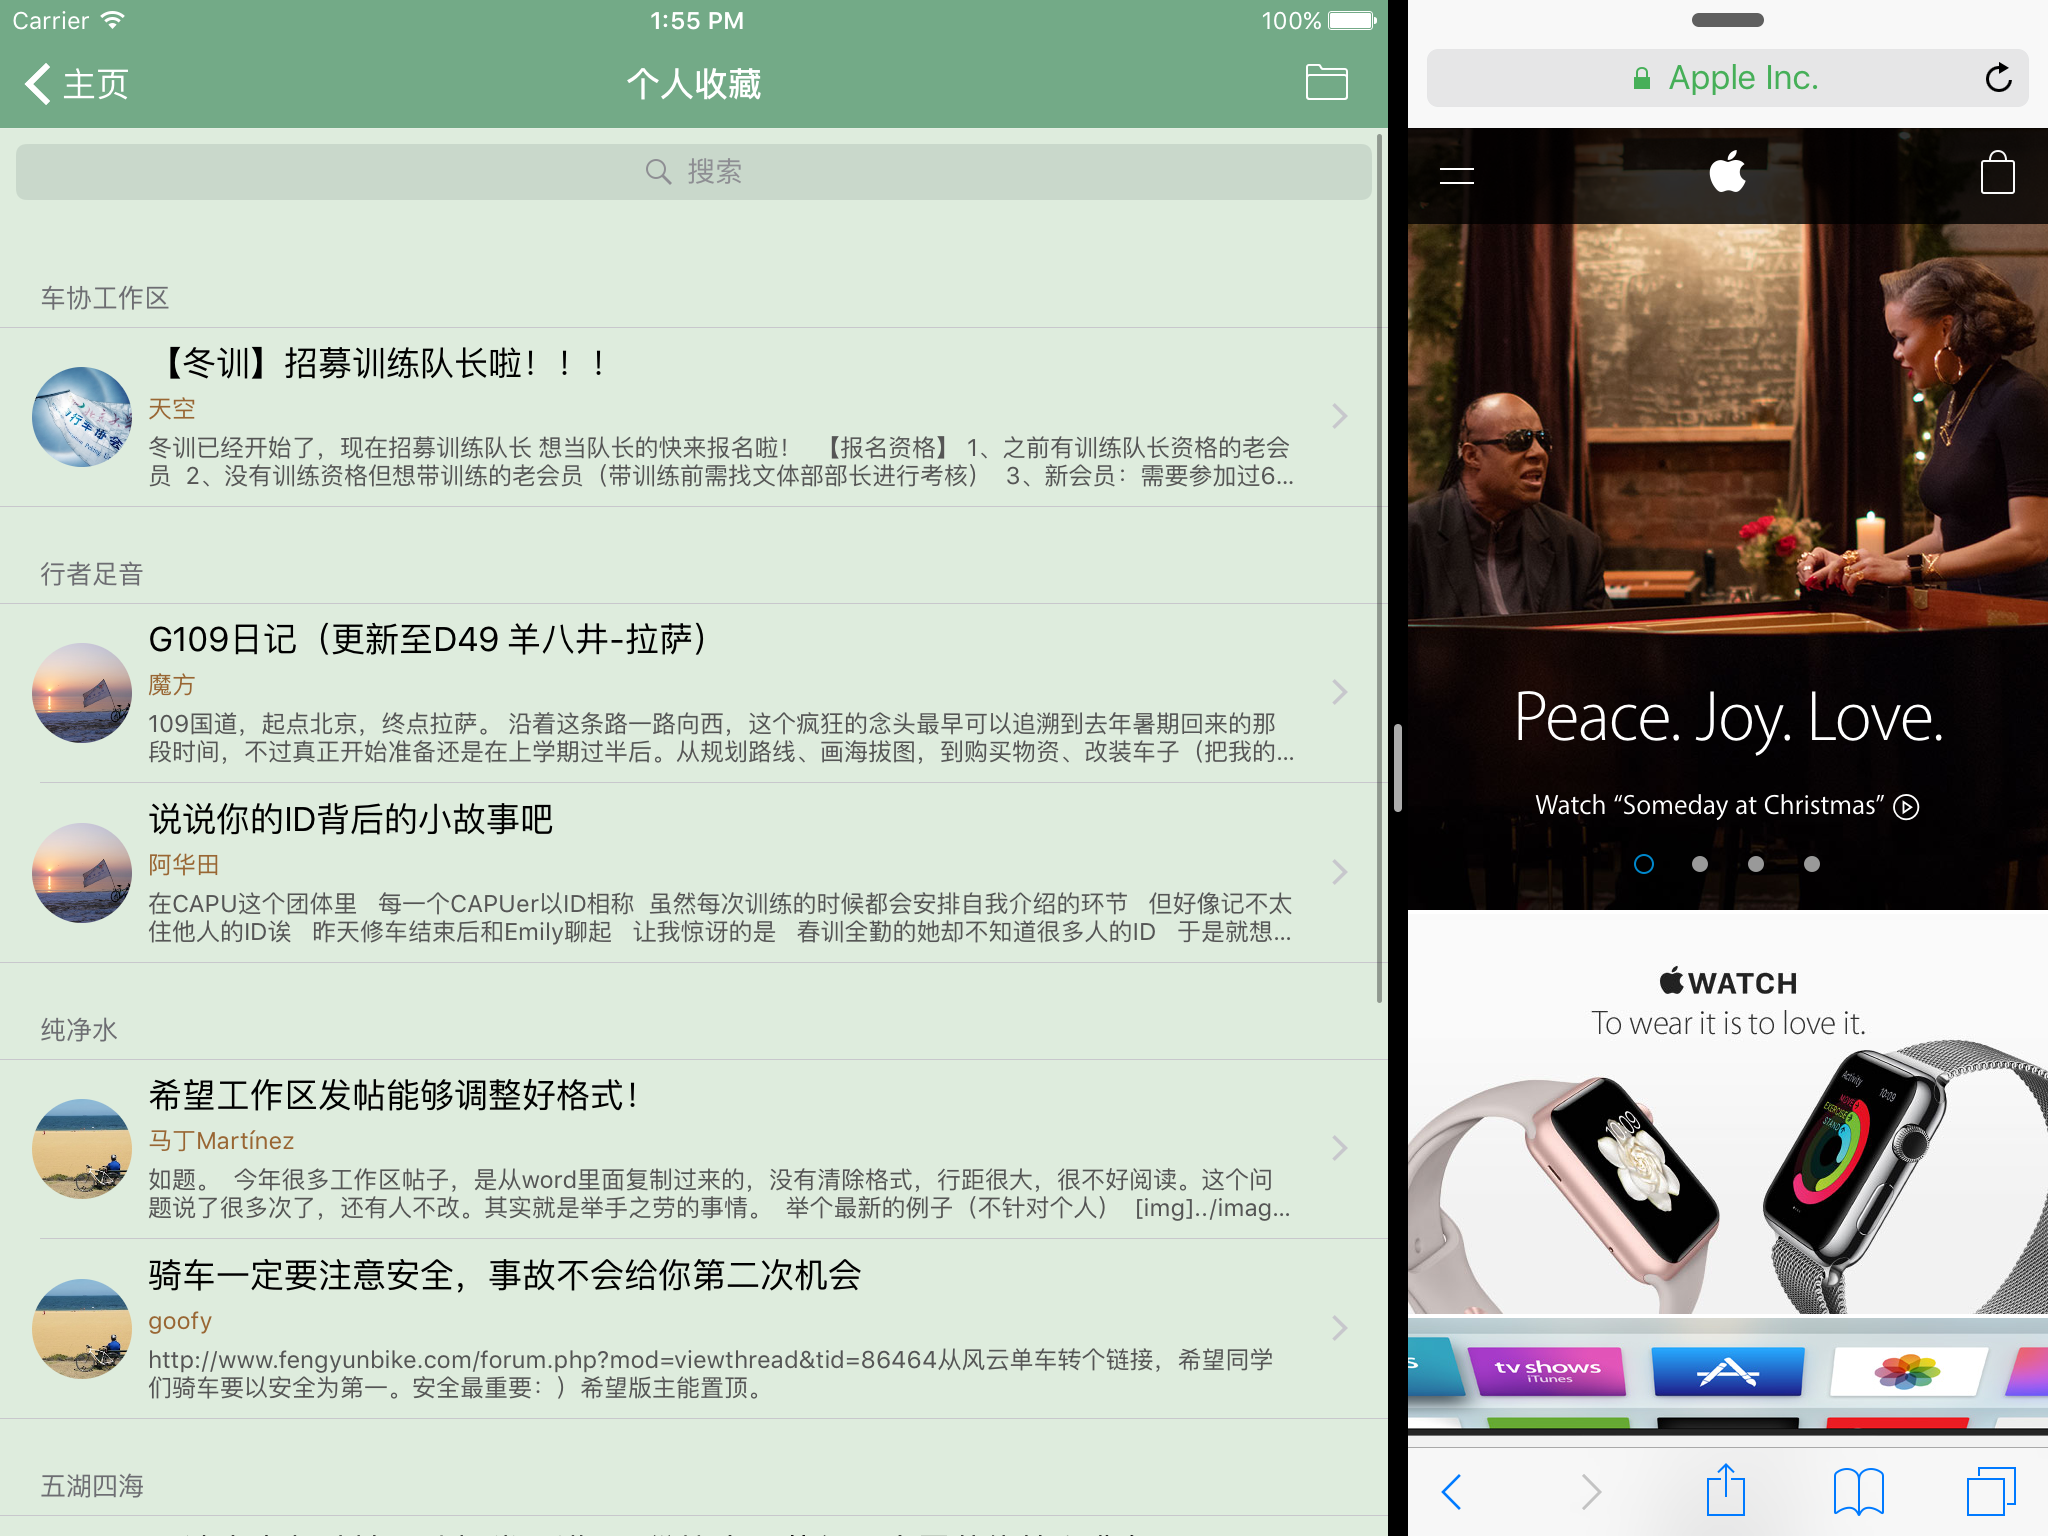 Carrier
1:55 PM
100%
主页
个人收藏
搜索
车协工作区
【冬训】招募训练队长啦！！！
天空
冬训已经开始了，现在招募训练队长 想当队长的快来报名啦！ 【报名资格】 1、之前有训练队长资格的老会
员 2、没有训练资格但想带训练的老会员（带训练前需找文体部部长进行考核） 3、新会员：需要参加过6...
行者足音
G109日记（更新至D49 羊八井-拉萨）
魔方
109国道，起点北京，终点拉萨。 沿着这条路一路向西，这个疯狂的念头最早可以追溯到去年暑期回来的那
段时间，不过真正开始准备还是在上学期过半后。从规划路线、画海拔图，到购买物资、改装车子（把我的...
说说你的ID背后的小故事吧
阿华田
在CAPU这个团体里 每一个CAPUer以ID相称 虽然每次训练的时候都会安排自我介绍的环节 但好像记不太
住他人的ID诶 昨天修车结束后和Emily聊起 让我惊讶的是 春训全勤的她却不知道很多人的ID 于是就想...
纯净水
希望工作区发帖能够调整好格式！
马丁Martínez
如题。 今年很多工作区帖子，是从word里面复制过来的，没有清除格式，行距很大，很不好阅读。这个问
题说了很多次了，还有人不改。其实就是举手之劳的事情。 举个最新的例子（不针对个人） [img]../imag...
骑车一定要注意安全，事故不会给你第二次机会
goofy
http://www.fengyunbike.com/forum.php?mod=viewthread&tid=86464从风云单车转个链接，希望同学
们骑车要以安全为第一。安全最重要：）希望版主能置顶。
五湖四海
Apple Inc.
Peace. Joy. Love.
Watch “Someday at Christmas”
WATCH
To wear it is to love it.
10:09
Activity
10:09
MOVE
EXERCISE
STAND
tv shows
iTunes